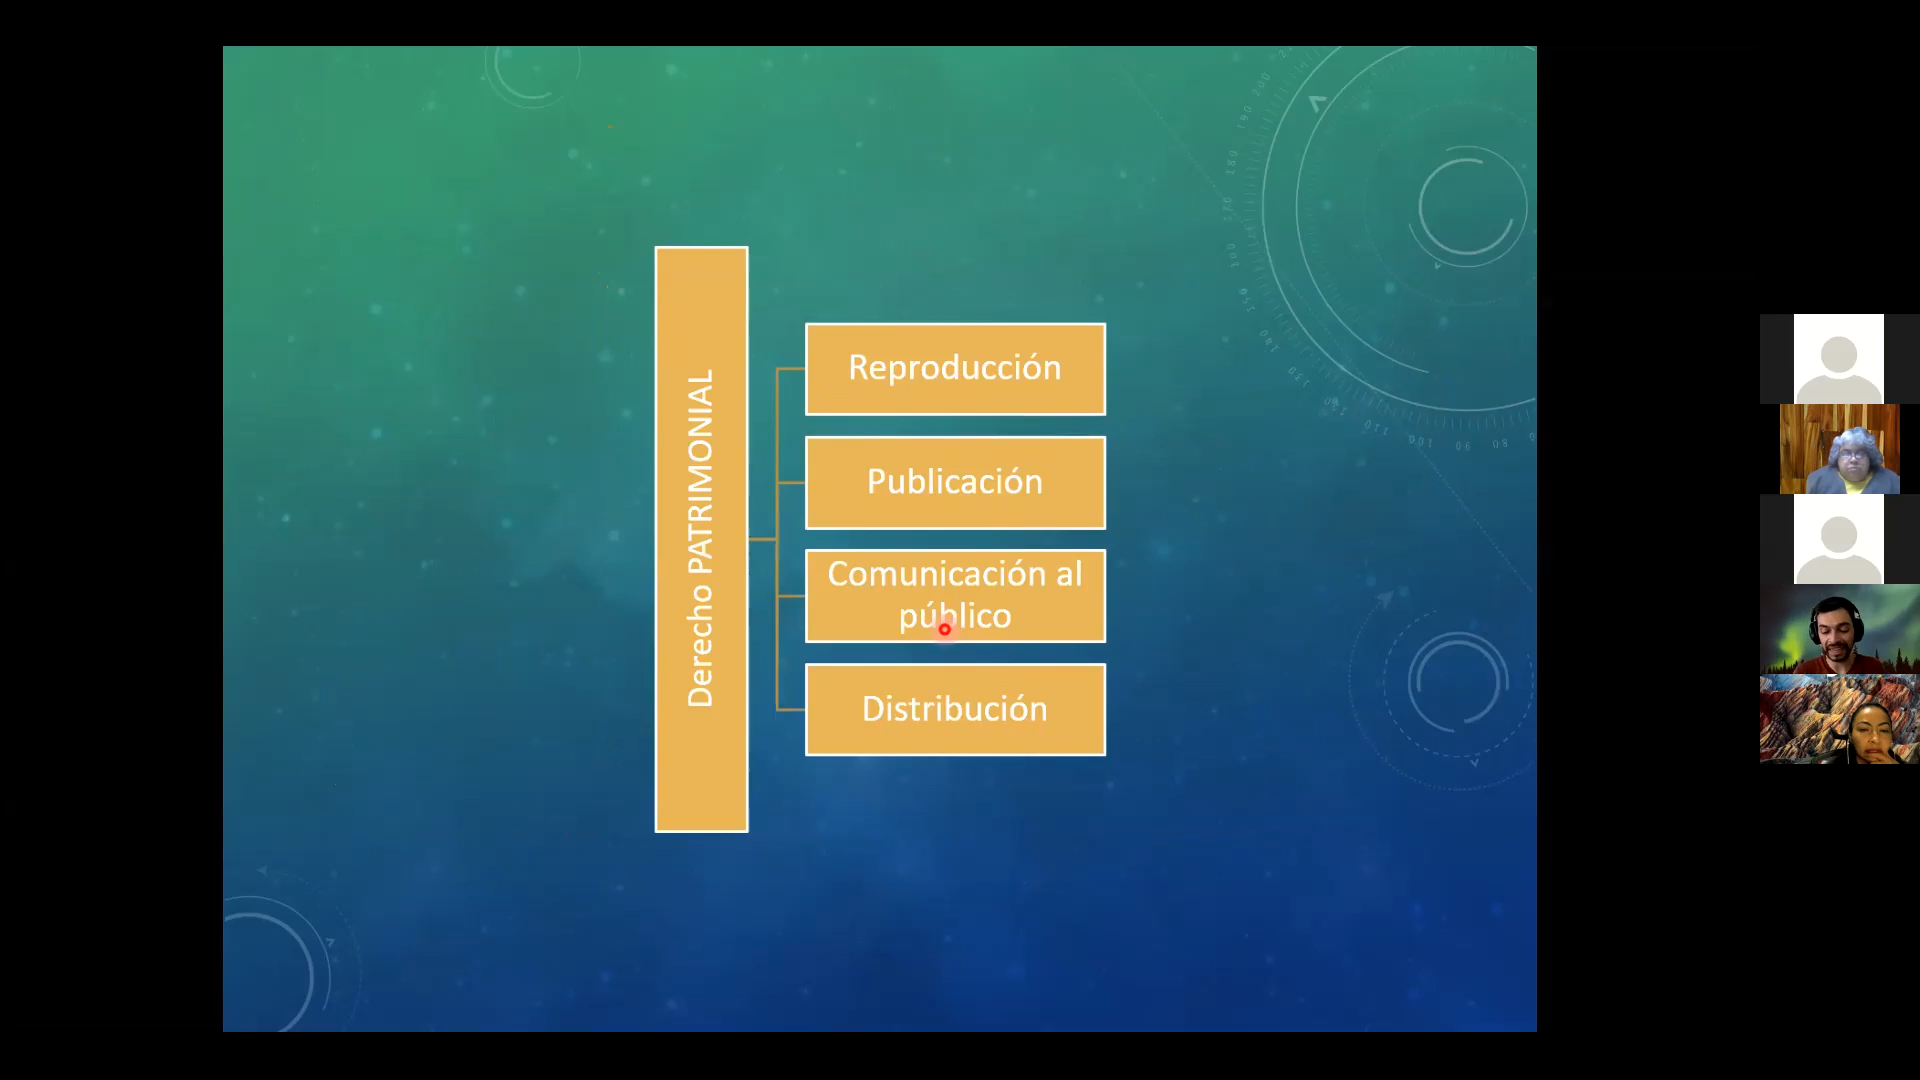 Derecho PATRIMONIAL
Reproducción
Publicación
Comunicación al
público
Distribución